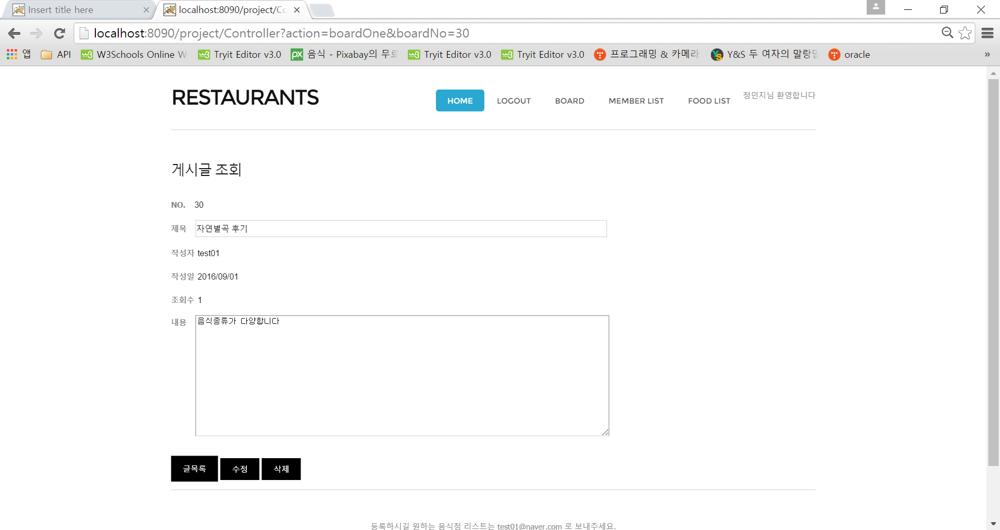 Insert title here
localhost:8090/project/Co
localhost:8090/project/Controller?action=boardOne&boardNo=30
앱 API W3Schools Online W Tryit Editor v3.0 음식 - Pixabay의 무료 Tryit Editor v3.0 Tryit Editor v3.0 프로그래밍 & 카메라 Y&S 두 여자의 말랑말 oracle »
RESTAURANTS
HOME LOGOUT BOARD MEMBER LIST FOOD LIST 정민지님 환영합니다
게시글 조회
NO. 30
제목 자연별곡 후기
작성자 test01
작성일 2016/09/01
조회수 1
내용 음식종류가 다양합니다
글목록 수정 삭제
등록하시길 원하는 음식점 리스트는 test01@naver.com 로 보내주세요.